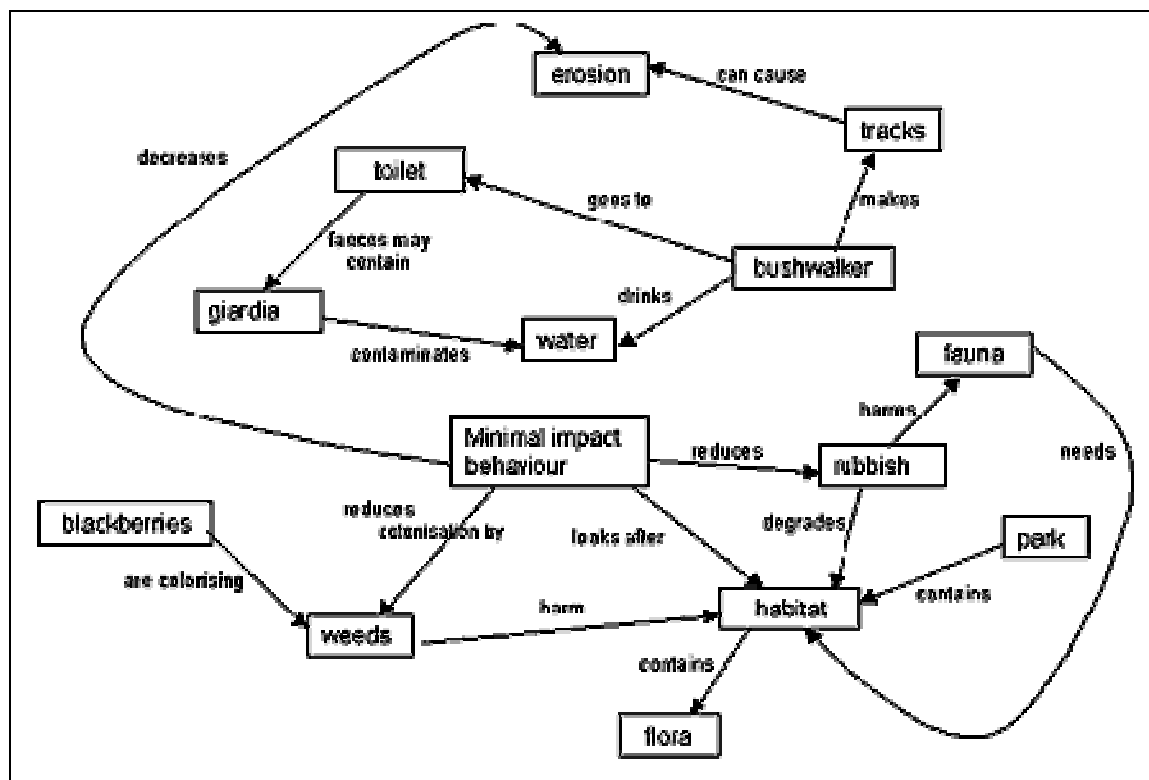 erosion
can cause
tracks
decreases
toilet
goes to
makes
faeces may
contain
bushwalker
giardia
drinks
water
contaminates
fauna
harms
Minimal impact
behaviour
reduces
rubbish
needs
blackberries
reduces
colonisation by
looks after
degrades
park
are colonising
harm
habitat
contains
weeds
contains
flora